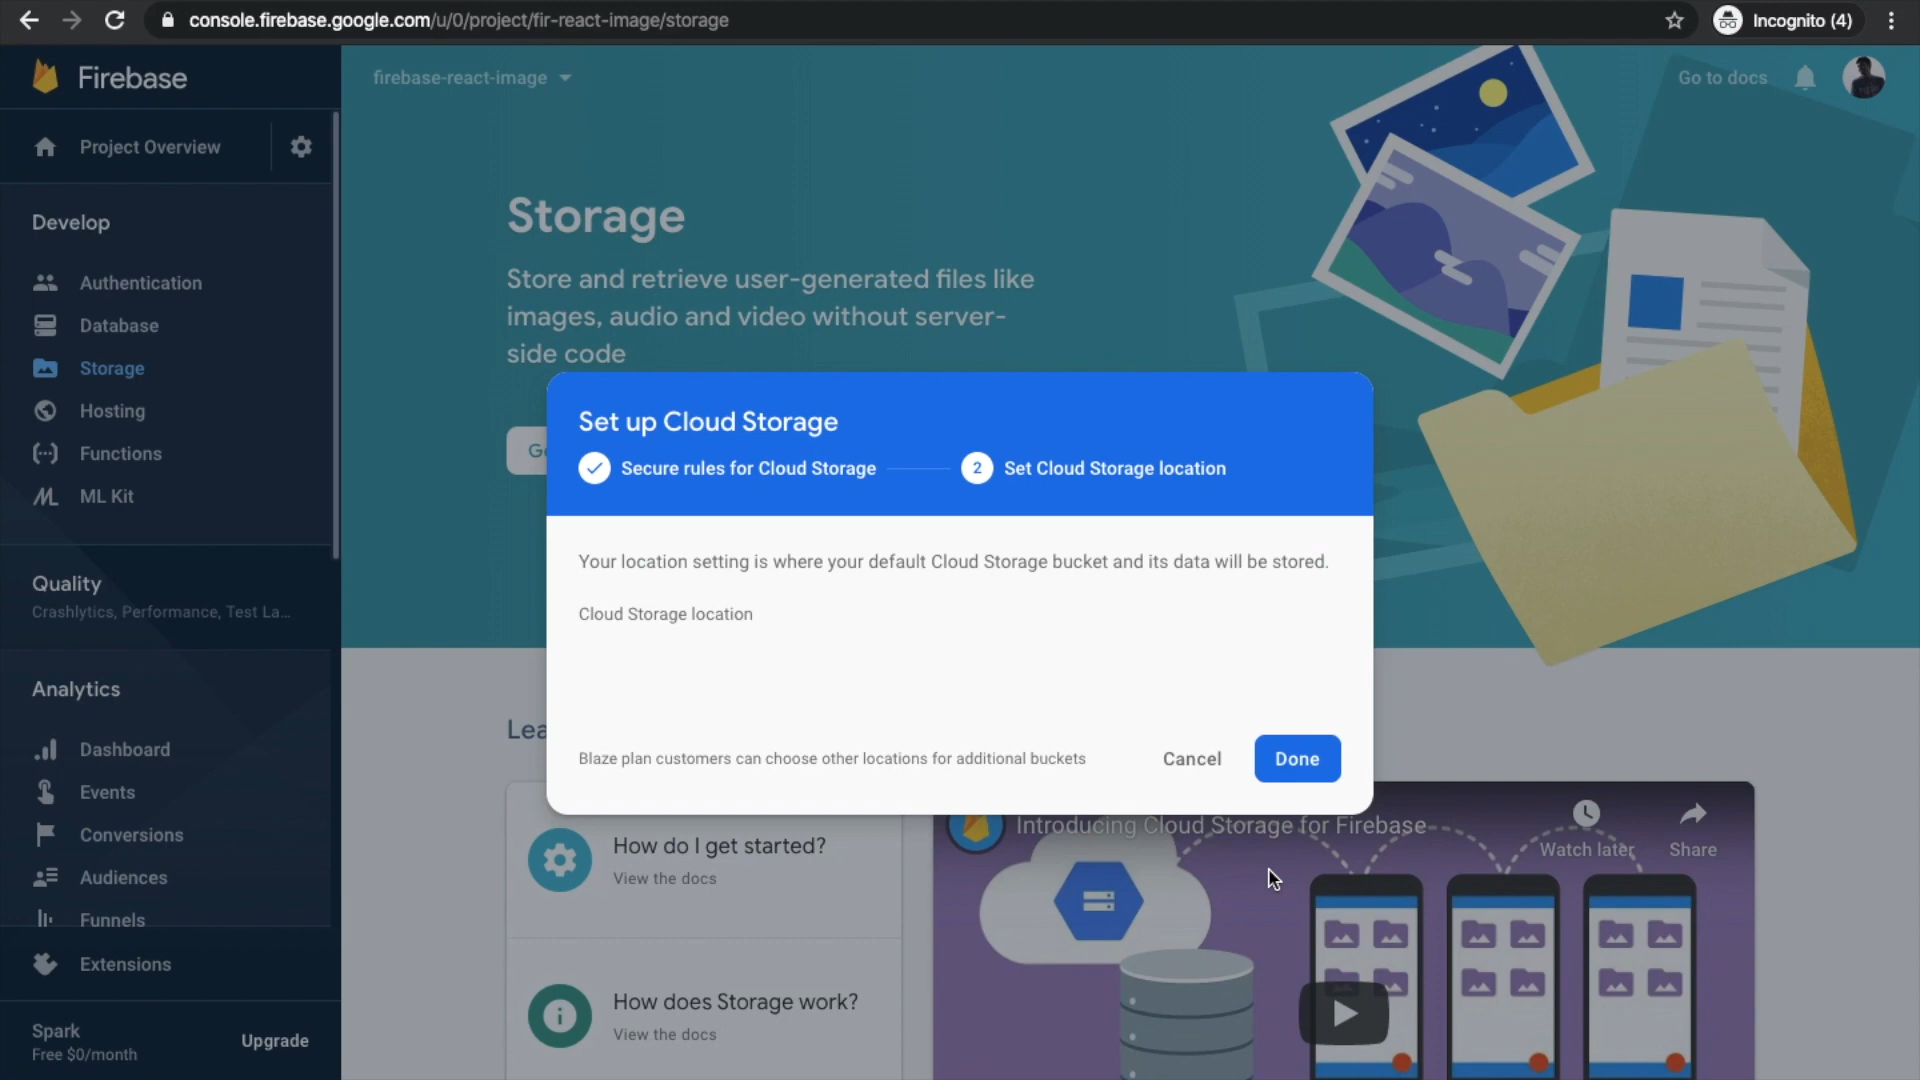 console.firebase.google.com/u/0/project/fir-react-image/storage
Incognito (4)
Firebase
firebase-react-image
Go to docs
Project Overview
Develop
Authentication
Database
Storage
Hosting
Functions
ML Kit
Quality
Crashlytics, Performance, Test La...
Analytics
Dashboard
Events
Conversions
Audiences
Funnels
Extensions
Spark
Free $0/month
Upgrade
Storage
Store and retrieve user-generated files like
images, audio and video without server-
side code
Set up Cloud Storage
Secure rules for Cloud Storage
2 Set Cloud Storage location
Your location setting is where your default Cloud Storage bucket and its data will be stored.
Cloud Storage location
Blaze plan customers can choose other locations for additional buckets
Cancel
Done
Lea
How do I get started?
View the docs
How does Storage work?
View the docs
Introducing Cloud Storage for Firebase
Watch later
Share